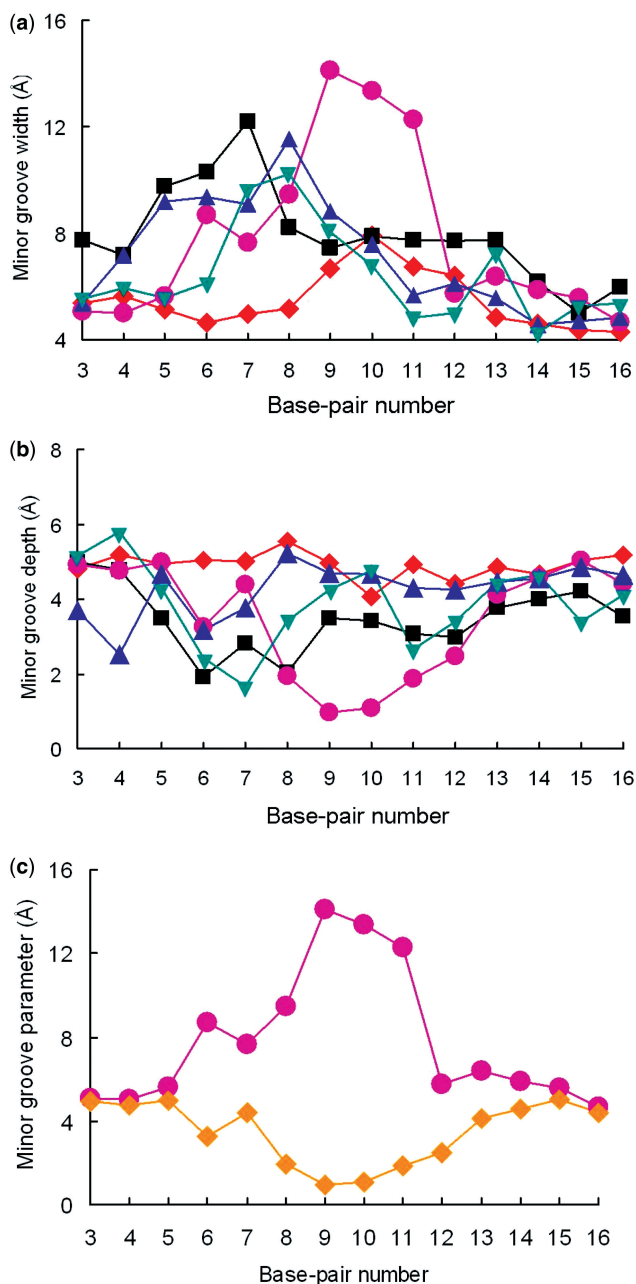 (a)
Minor groove width (Å)
16
12
8
4
3 4 5 6 7 8 9 10 11 12 13 14 15 16
Base-pair number
(b)
Minor groove depth (Å)
8
6
4
2
0
3 4 5 6 7 8 9 10 11 12 13 14 15 16
Base-pair number
(c)
Minor groove parameter (Å)
16
12
8
4
0
3 4 5 6 7 8 9 10 11 12 13 14 15 16
Base-pair number